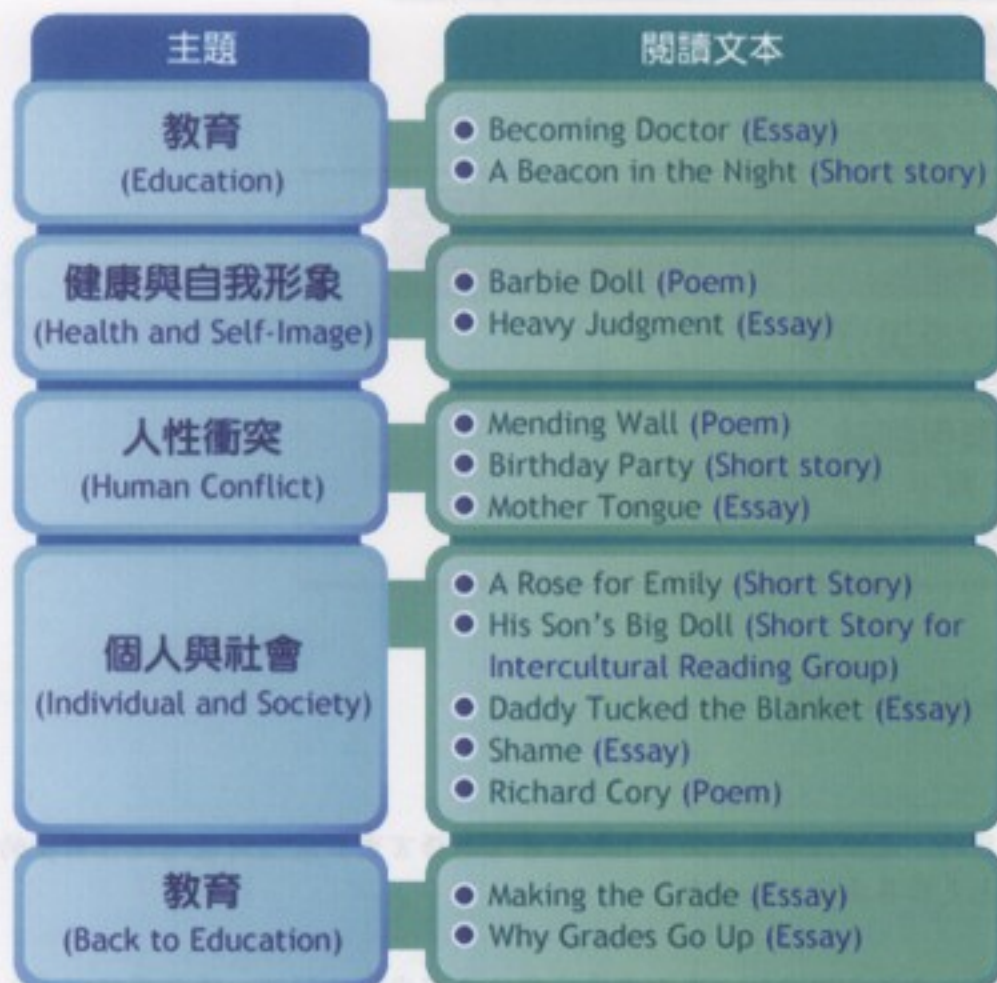 主題
閱讀文本
教育
(Education)
● Becoming Doctor (Essay)
● A Beacon in the Night (Short story)
健康與自我形象
(Health and Self-Image)
● Barbie Doll (Poem)
● Heavy Judgment (Essay)
人性衝突
(Human Conflict)
● Mending Wall (Poem)
● Birthday Party (Short story)
● Mother Tongue (Essay)
個人與社會
(Individual and Society)
● A Rose for Emily (Short Story)
● His Son's Big Doll (Short Story for
Intercultural Reading Group)
● Daddy Tucked the Blanket (Essay)
● Shame (Essay)
● Richard Cory (Poem)
教育
(Back to Education)
● Making the Grade (Essay)
● Why Grades Go Up (Essay)